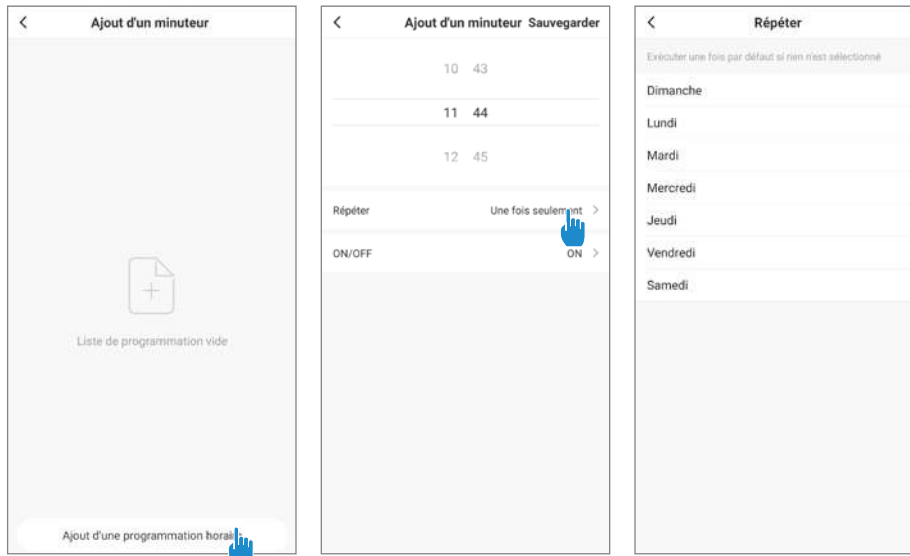 Ajout d'un minuteur
Liste de programmation vide
Ajout d'une programmation horaire
Ajout d'un minuteur Sauvegarder
10 43
11 44
12 45
Répéter Une fois seulement
ON/OFF ON
Répéter
Exécuter une fois par défaut si rien n'est sélectionné
Dimanche
Lundi
Mardi
Mercredi
Jeudi
Vendredi
Samedi